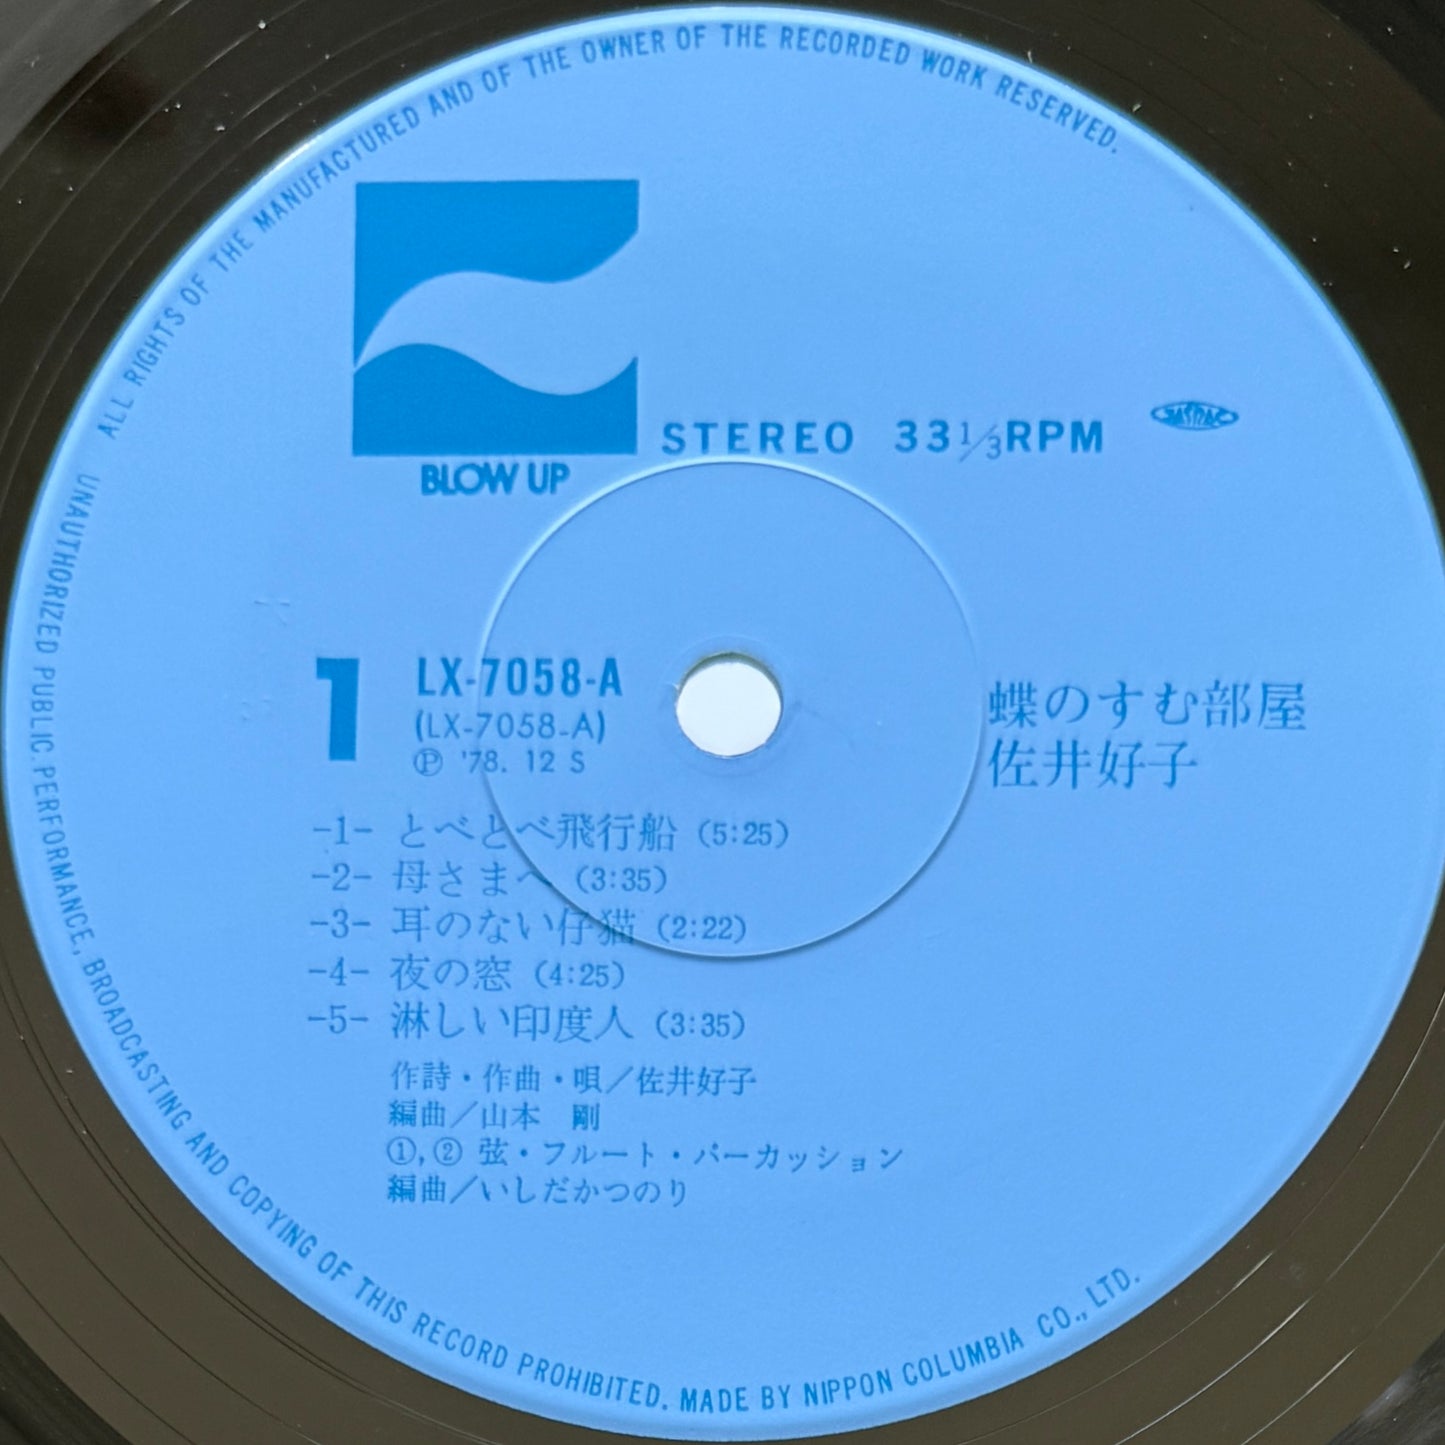 ALL RIGHTS OF THE MANUFACTURED AND OF THE OWNER OF THE RECORDED WORK RESERVED.
BLOW UP
STEREO 33 1/3 RPM
JASRAC
1
LX-7058-A
(LX-7058-A)
Ⓟ '78. 12 S
蝶のすむ部屋
佐井好子
-1- とべとべ飛行船 (5:25)
-2- 母さまへ (3:35)
-3- 耳のない仔猫 (2:22)
-4- 夜の窓 (4:25)
-5- 淋しい印度人 (3:35)
作詩・作曲・唄／佐井好子
編曲／山本 剛
①,② 弦・フルート・パーカッション
編曲／いしだかつのり
UNAUTHORIZED PUBLIC. PERFORMANCE, BROADCASTING AND COPYING OF THIS RECORD PROHIBITED. MADE BY NIPPON COLUMBIA CO., LTD.